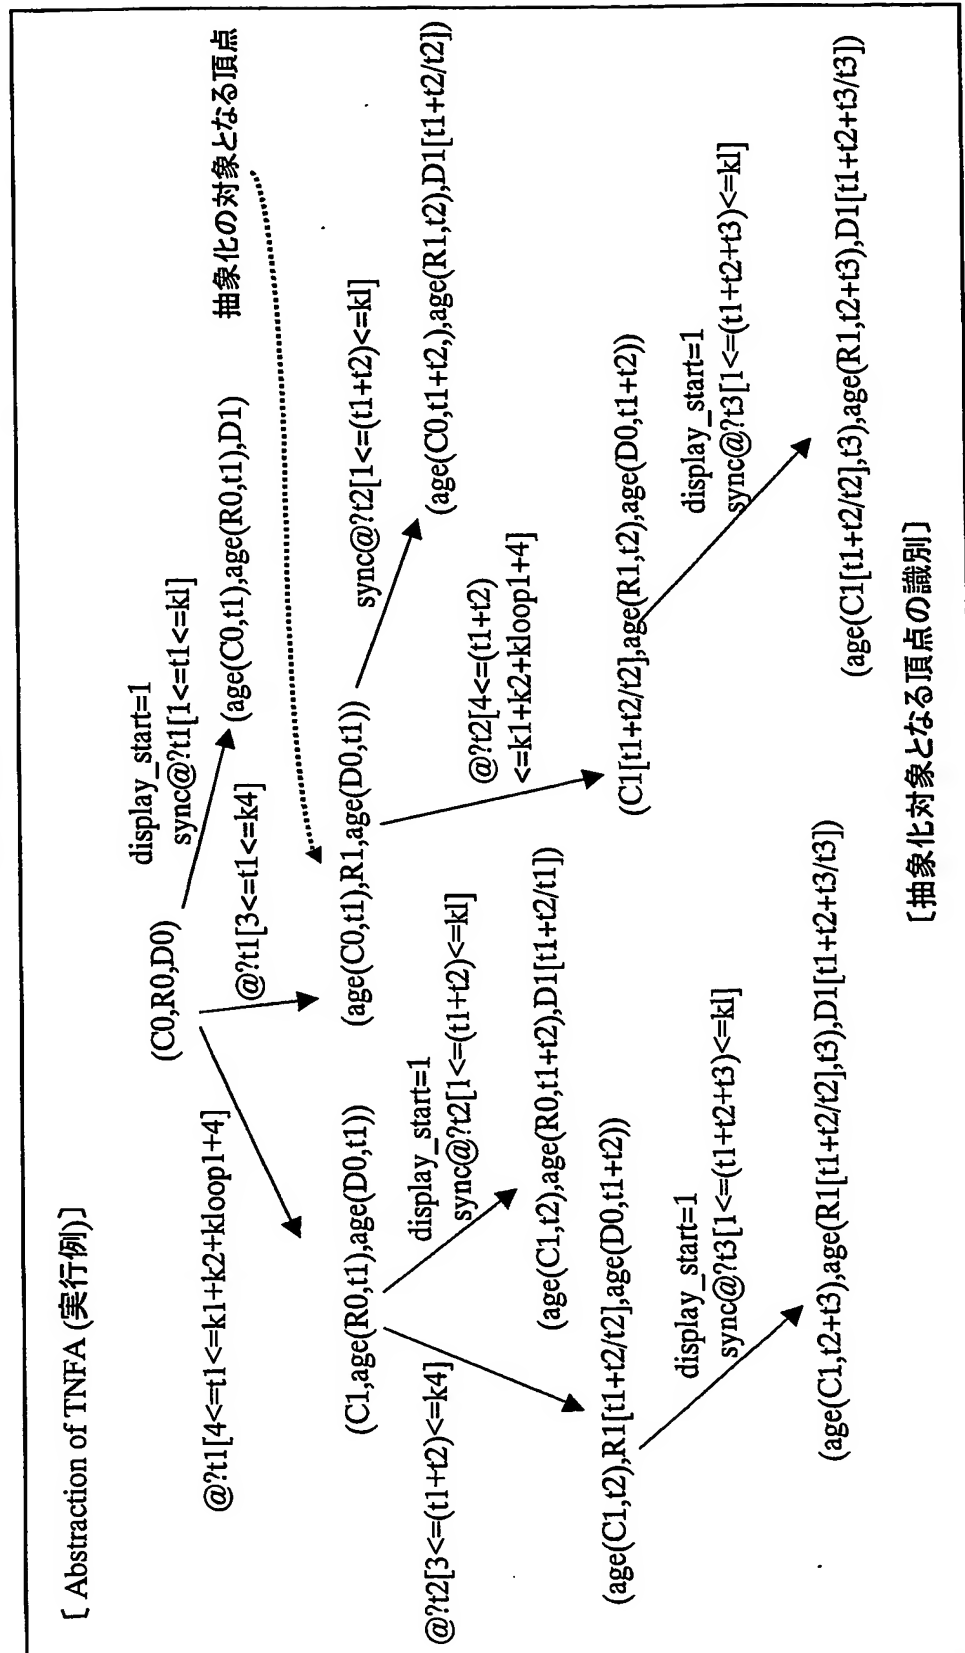 [ Abstraction of TNFA (実行例)]
抽象化の対象となる頂点
(C0,R0,D0)
display_start=1
sync@?t1[1<=t1<=kl]
@?t1[4<=t1<=k1+k2+kloop1+4]
@?t1[3<=t1<=k4]
(age(C0,t1),age(R0,t1),D1)
(C1,age(R0,t1),age(D0,t1))
(age(C0,t1),R1,age(D0,t1))
sync@?t2[1<=(t1+t2)<=kl]
(age(C0,t1+t2,),age(R1,t2),D1[t1+t2/t2])
@?t2[3<=(t1+t2)<=k4]
display_start=1
sync@?t2[1<=(t1+t2)<=kl]
@?t2[4<=(t1+t2)
<=k1+k2+kloop1+4]
(age(C1,t2),age(R0,t1+t2),D1[t1+t2/t1])
(age(C1,t2),R1[t1+t2/t2],age(D0,t1+t2))
(C1[t1+t2/t2],age(R1,t2),age(D0,t1+t2))
display_start=1
sync@?t3[1<=(t1+t2+t3)<=kl]
display_start=1
sync@?t3[1<=(t1+t2+t3)<=kl]
(age(C1,t2+t3),age(R1[t1+t2/t2],t3),D1[t1+t2+t3/t3])
(age(C1[t1+t2/t2],t3),age(R1,t2+t3),D1[t1+t2+t3/t3])
[抽象化対象となる頂点の識別]